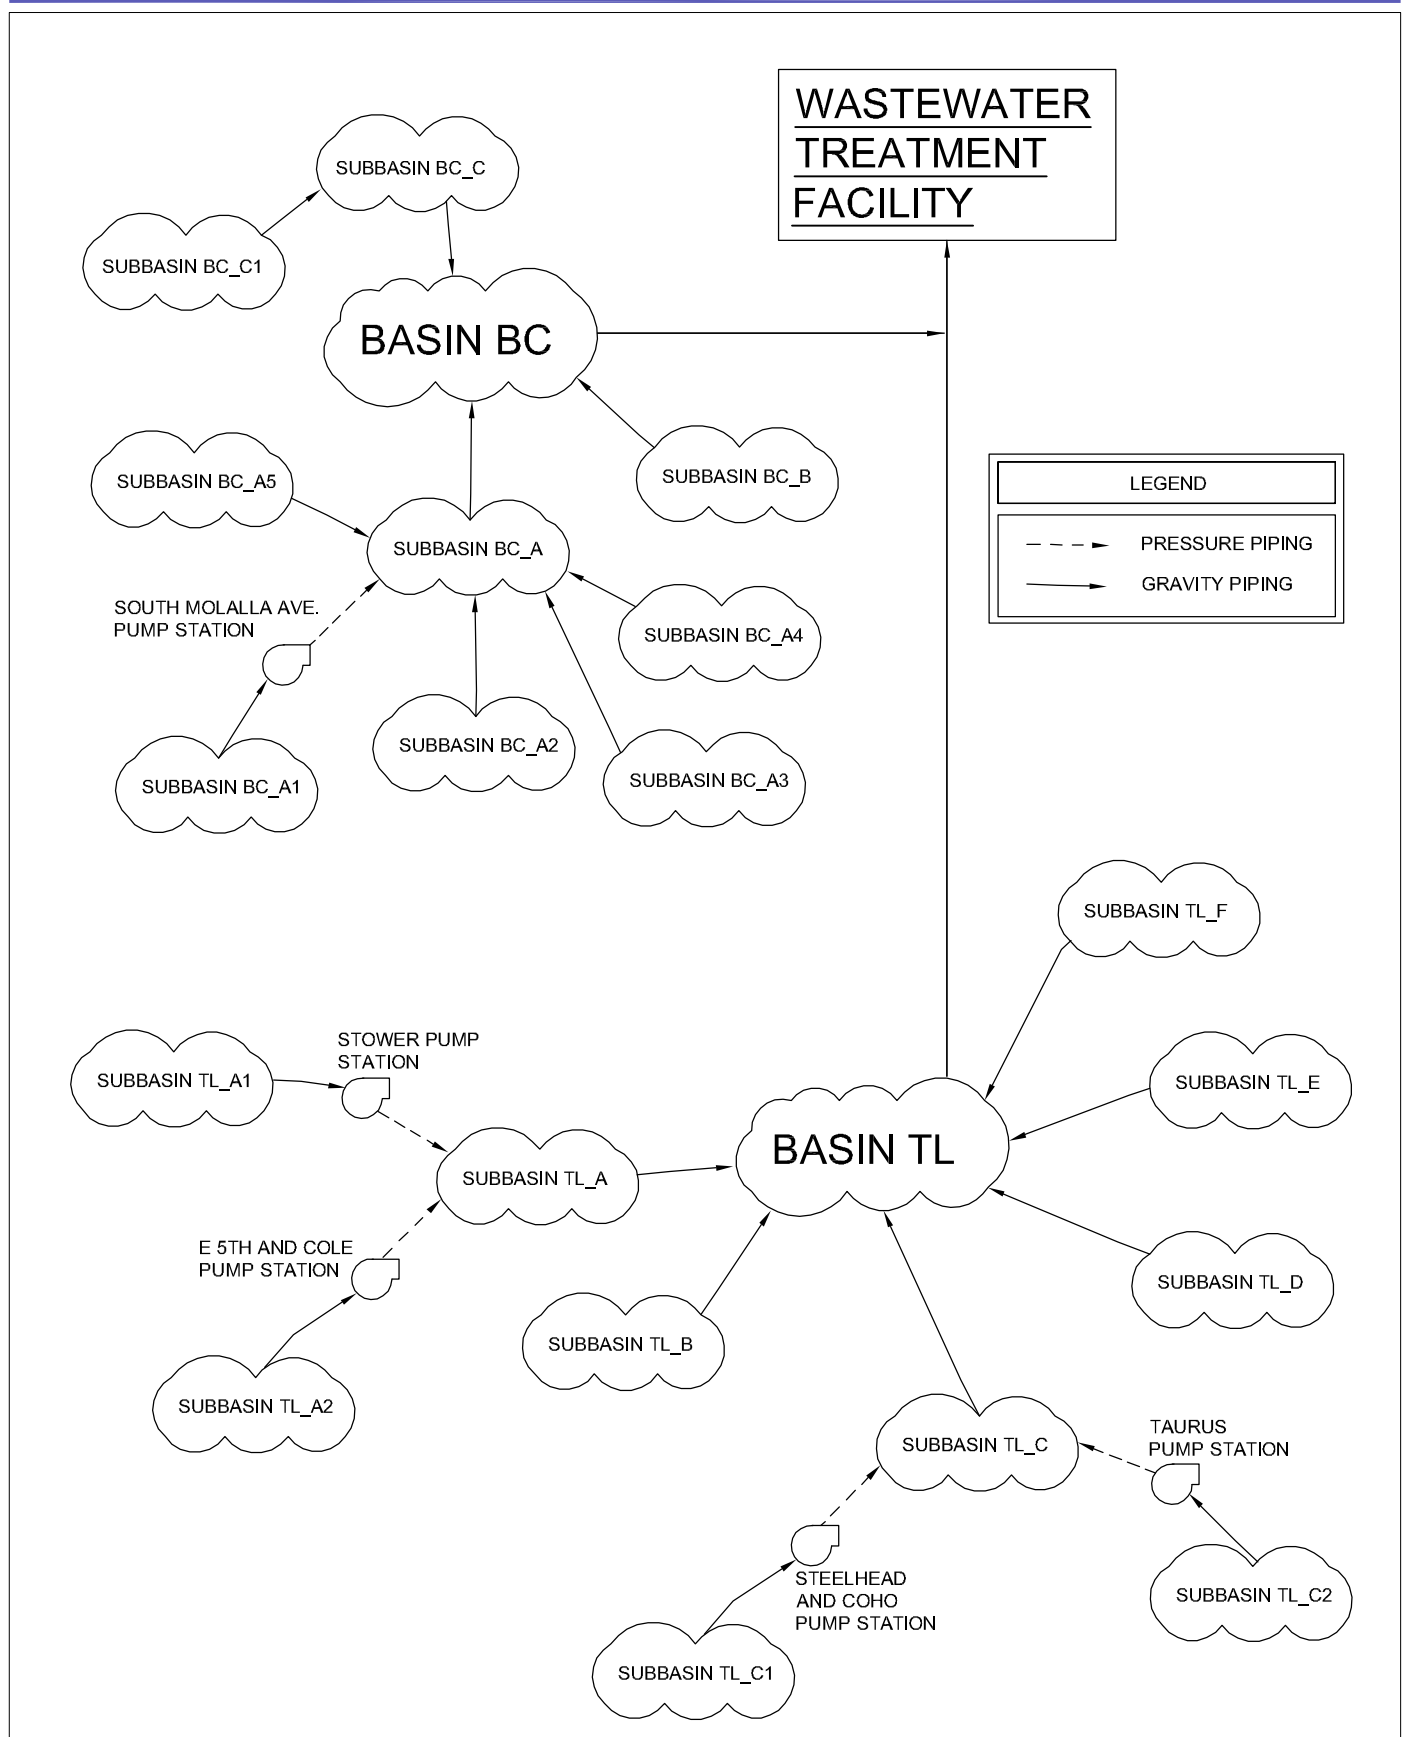 WASTEWATER
TREATMENT
FACILITY
SUBBASIN BC_C
SUBBASIN BC_C1
BASIN BC
SUBBASIN BC_B
SUBBASIN BC_A5
LEGEND
PRESSURE PIPING
GRAVITY PIPING
SUBBASIN BC_A
SOUTH MOLALLA AVE.
PUMP STATION
SUBBASIN BC_A4
SUBBASIN BC_A2
SUBBASIN BC_A3
SUBBASIN BC_A1
SUBBASIN TL_F
STOWER PUMP
STATION
SUBBASIN TL_A1
SUBBASIN TL_E
BASIN TL
SUBBASIN TL_A
E 5TH AND COLE
PUMP STATION
SUBBASIN TL_D
SUBBASIN TL_B
SUBBASIN TL_A2
TAURUS
PUMP STATION
SUBBASIN TL_C
STEELHEAD
AND COHO
PUMP STATION
SUBBASIN TL_C2
SUBBASIN TL_C1